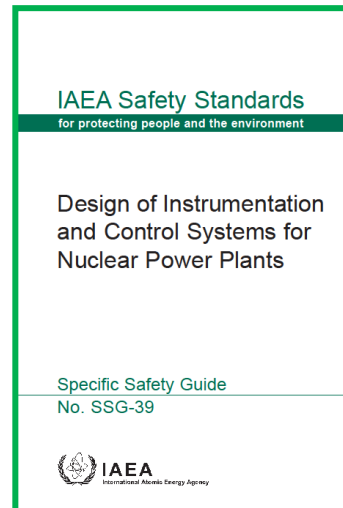 IAEA Safety Standards
for protecting people and the environment
Design of Instrumentation
and Control Systems for
Nuclear Power Plants
Specific Safety Guide
No. SSG-39
IAEA
International Atomic Energy Agency